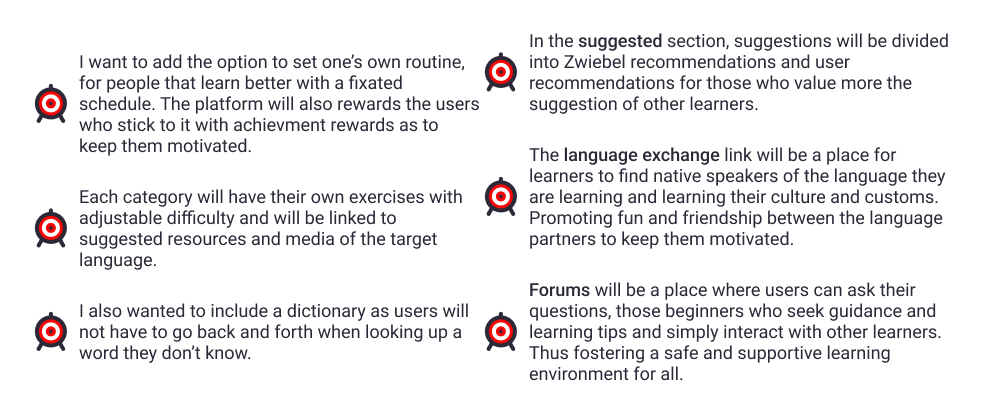 I want to add the option to set one's own routine,
for people that learn better with a fixated
schedule. The platform will also rewards the users
who stick to it with achievment rewards as to
keep them motivated.
Each category will have their own exercises with
adjustable difficulty and will be linked to
suggested resources and media of the target
language.
I also wanted to include a dictionary as users will
not have to go back and forth when looking up a
word they don't know.
In the suggested section, suggestions will be divided
into Zwiebel recommendations and user
recommendations for those who value more the
suggestion of other learners.
The language exchange link will be a place for
learners to find native speakers of the language they
are learning and learning their culture and customs.
Promoting fun and friendship between the language
partners to keep them motivated.
Forums will be a place where users can ask their
questions, those beginners who seek guidance and
learning tips and simply interact with other learners.
Thus fostering a safe and supportive learning
environment for all.